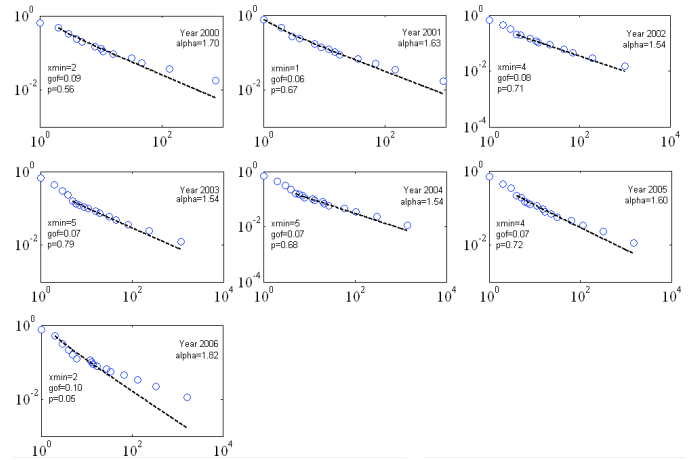 10^0
Year 2000
alpha=1.70
xmin=2
gof=0.09
p=0.56
10^-2
10^0
10^2
10^0
Year 2001
alpha=1.63
xmin=1
gof=0.06
p=0.67
10^-2
10^0
10^2
10^0
Year 2002
alpha=1.54
10^-2
xmin=4
gof=0.08
p=0.71
10^-4
10^0
10^2
10^4
10^0
Year 2003
alpha=1.54
xmin=5
gof=0.07
p=0.79
10^-2
10^0
10^2
10^4
10^0
Year 2004
alpha=1.54
10^-2
xmin=5
gof=0.07
p=0.68
10^-4
10^0
10^2
10^4
10^0
Year 2005
alpha=1.60
xmin=4
gof=0.07
p=0.72
10^-2
10^0
10^2
10^4
10^0
Year 2006
alpha=1.82
xmin=2
gof=0.10
p=0.05
10^-2
10^0
10^2
10^4